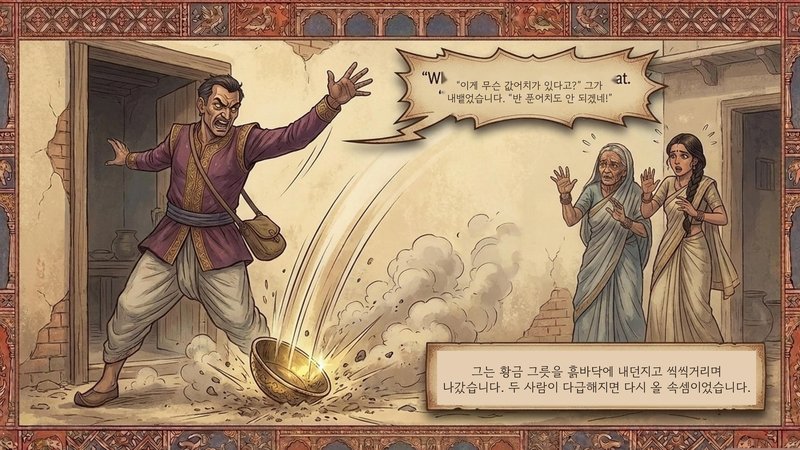 "이게 무슨 값어치가 있다고?" 그가
내뱉었습니다. "반 푼어치도 안 되겠네!"
그는 황금 그릇을 흙바닥에 내던지고 씩씩거리며
나갔습니다. 두 사람이 다급해지면 다시 올 속셈이었습니다.